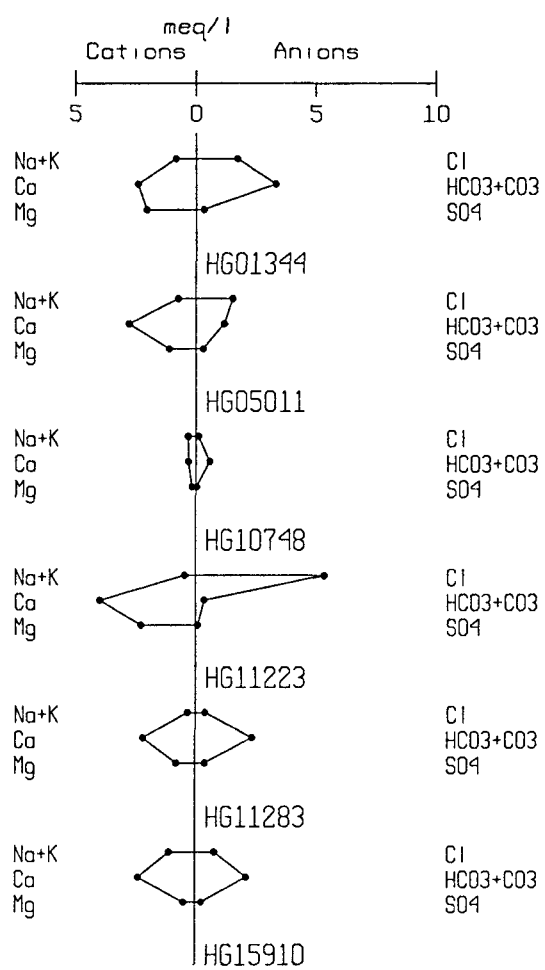 meq/l
Cations Anions
5 0 5 10
Na+K Cl
Ca HCO3+CO3
Mg SO4
HG01344
Na+K Cl
Ca HCO3+CO3
Mg SO4
HG05011
Na+K Cl
Ca HCO3+CO3
Mg SO4
HG10748
Na+K Cl
Ca HCO3+CO3
Mg SO4
HG11223
Na+K Cl
Ca HCO3+CO3
Mg SO4
HG11283
Na+K Cl
Ca HCO3+CO3
Mg SO4
HG15910